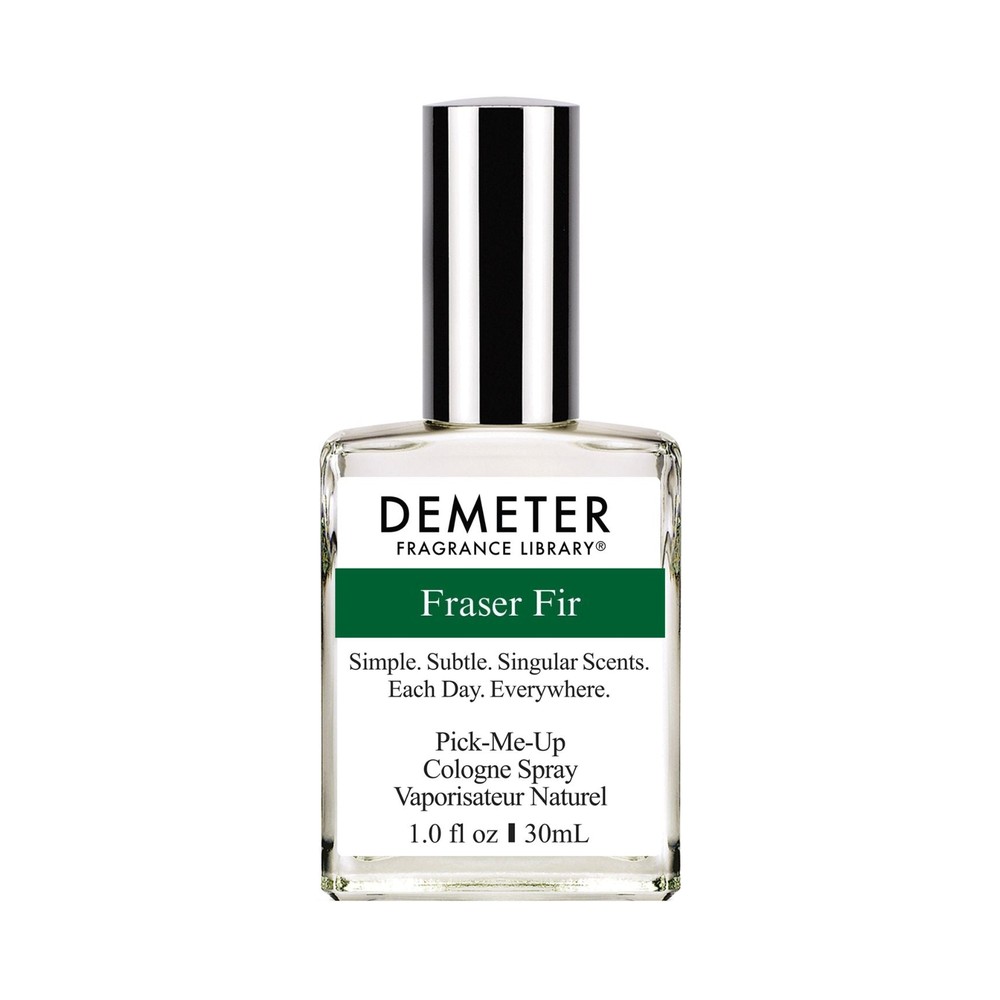 DEMETER
FRAGRANCE LIBRARY®
Fraser Fir
Simple. Subtle. Singular Scents.
Each Day. Everywhere.
Pick-Me-Up
Cologne Spray
Vaporisateur Naturel
1.0 fl oz ▌30mL